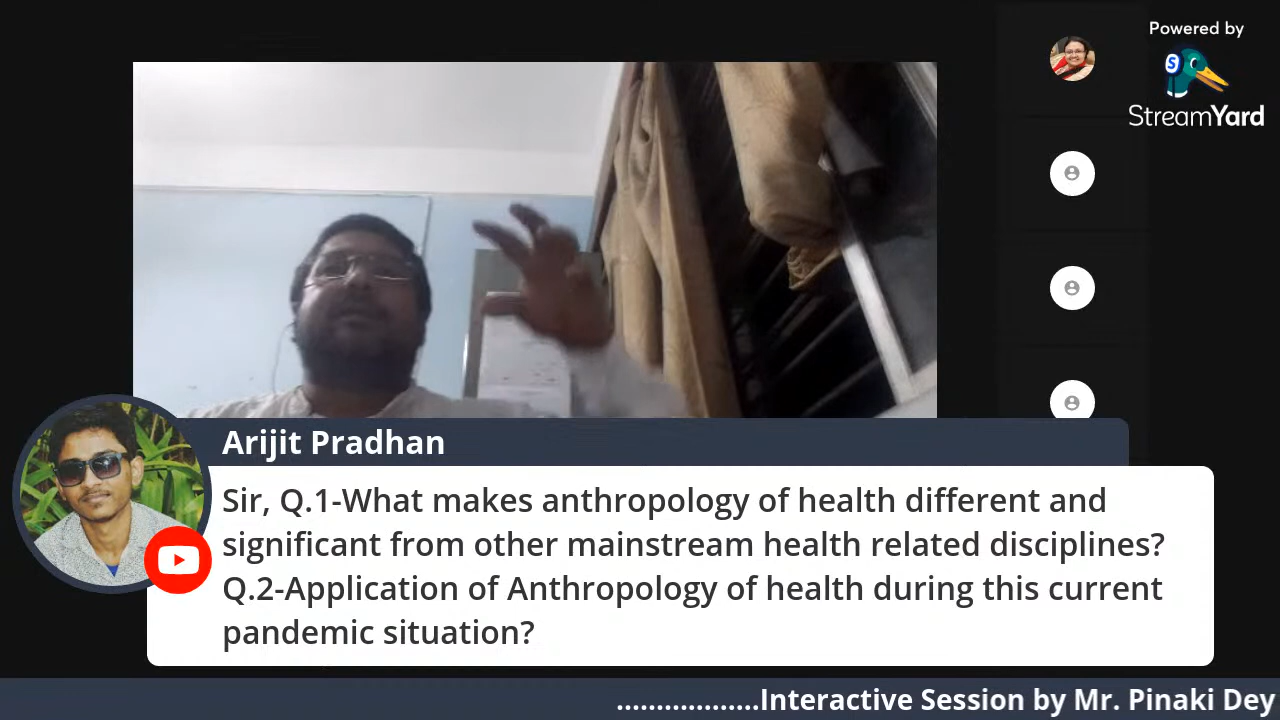 Powered by
StreamYard
Arijit Pradhan
Sir, Q.1-What makes anthropology of health different and
significant from other mainstream health related disciplines?
Q.2-Application of Anthropology of health during this current
pandemic situation?
..................Interactive Session by Mr. Pinaki Dey